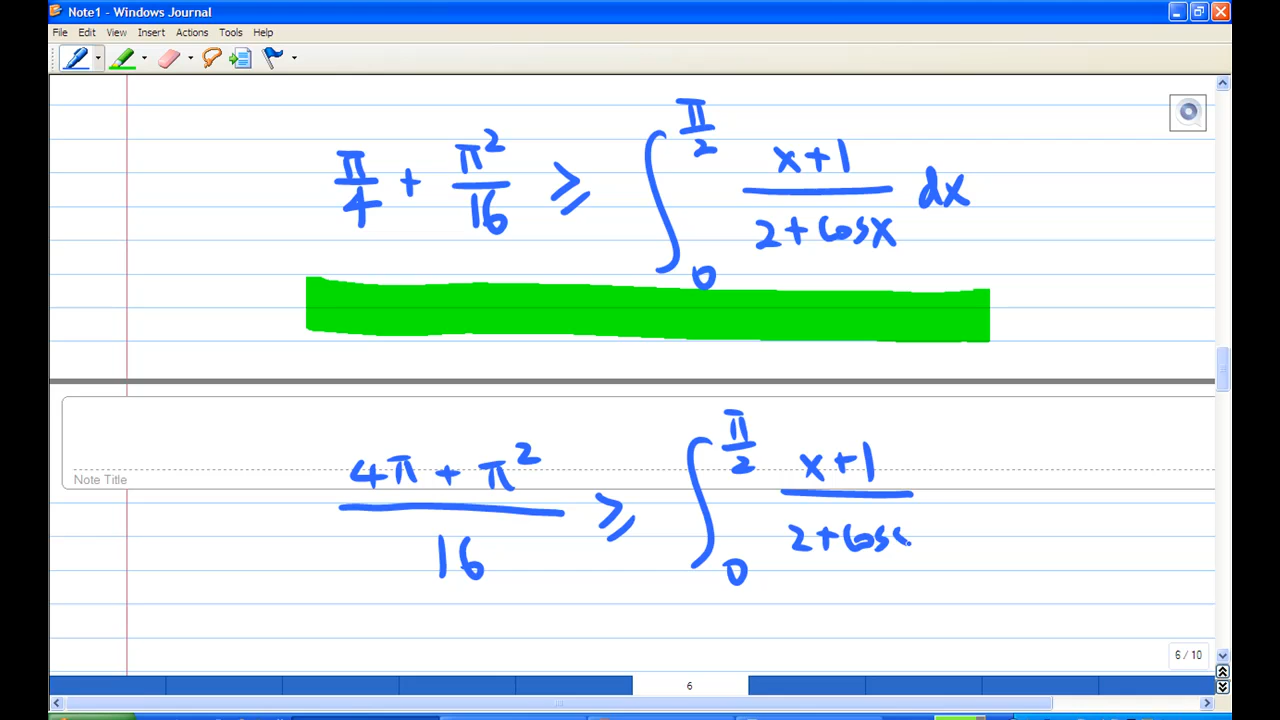 Note1 - Windows Journal
File Edit View Insert Actions Tools Help
π/4 + π²/16 ≥ ∫₀^(π/2) (x+1)/(2+cosx) dx
(4π + π²)/16 ≥ ∫₀^(π/2) (x+1)/(2+cos
Note Title
6 / 10
6